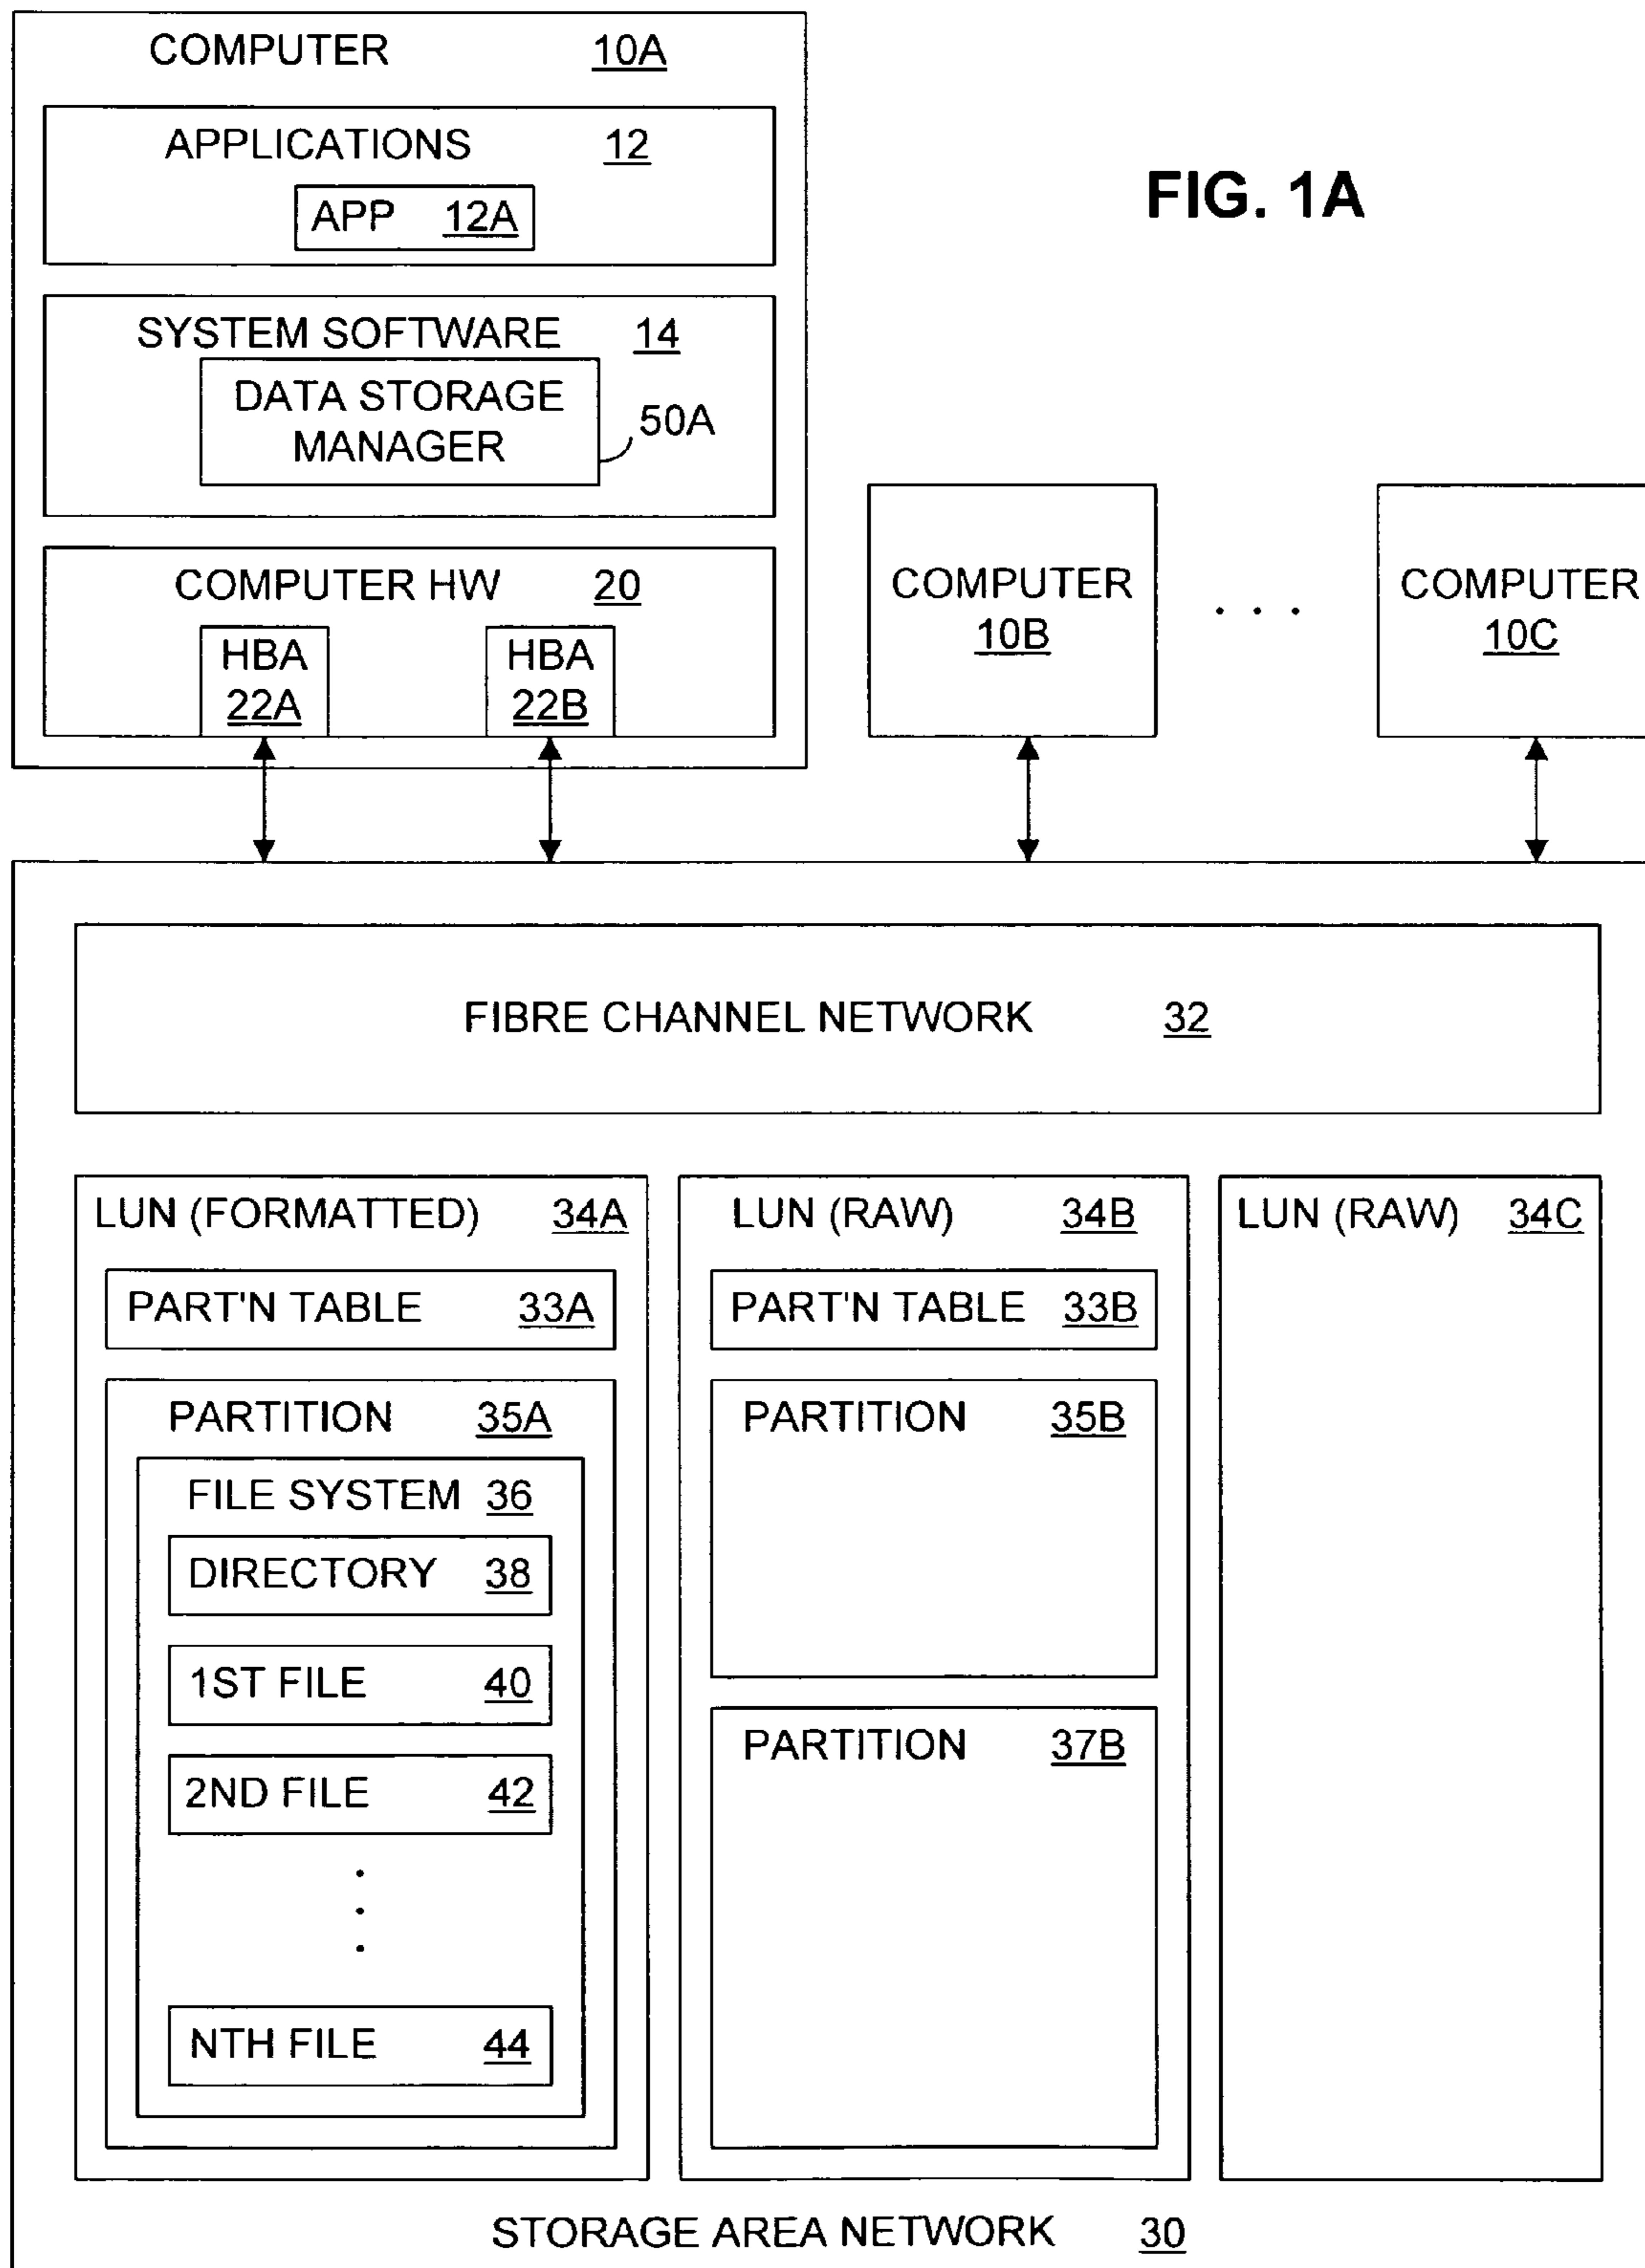 COMPUTER 10A
APPLICATIONS 12
APP 12A
FIG. 1A
SYSTEM SOFTWARE 14
DATA STORAGE
MANAGER
50A
COMPUTER HW 20
HBA
22A
HBA
22B
COMPUTER
10B
. . .
COMPUTER
10C
FIBRE CHANNEL NETWORK 32
LUN (FORMATTED) 34A
PART'N TABLE 33A
PARTITION 35A
FILE SYSTEM 36
DIRECTORY 38
1ST FILE 40
2ND FILE 42
NTH FILE 44
LUN (RAW) 34B
PART'N TABLE 33B
PARTITION 35B
PARTITION 37B
LUN (RAW) 34C
STORAGE AREA NETWORK 30